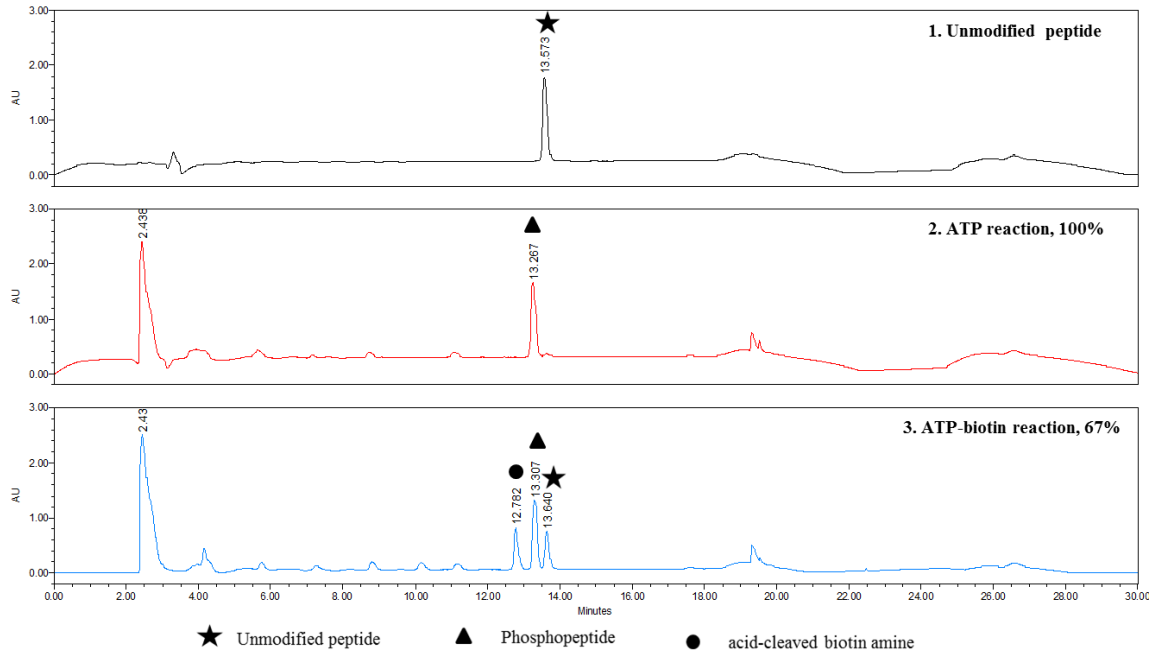 3.00
2.00
1.00
0.00
AU
13.573
1. Unmodified peptide
3.00
2.00
1.00
0.00
AU
2.438
13.267
2. ATP reaction, 100%
3.00
2.00
1.00
0.00
AU
2.43
12.782
13.307
13.640
3. ATP-biotin reaction, 67%
0.00 2.00 4.00 6.00 8.00 10.00 12.00 14.00 16.00 18.00 20.00 22.00 24.00 26.00 28.00 30.00
Minutes
Unmodified peptide Phosphopeptide acid-cleaved biotin amine